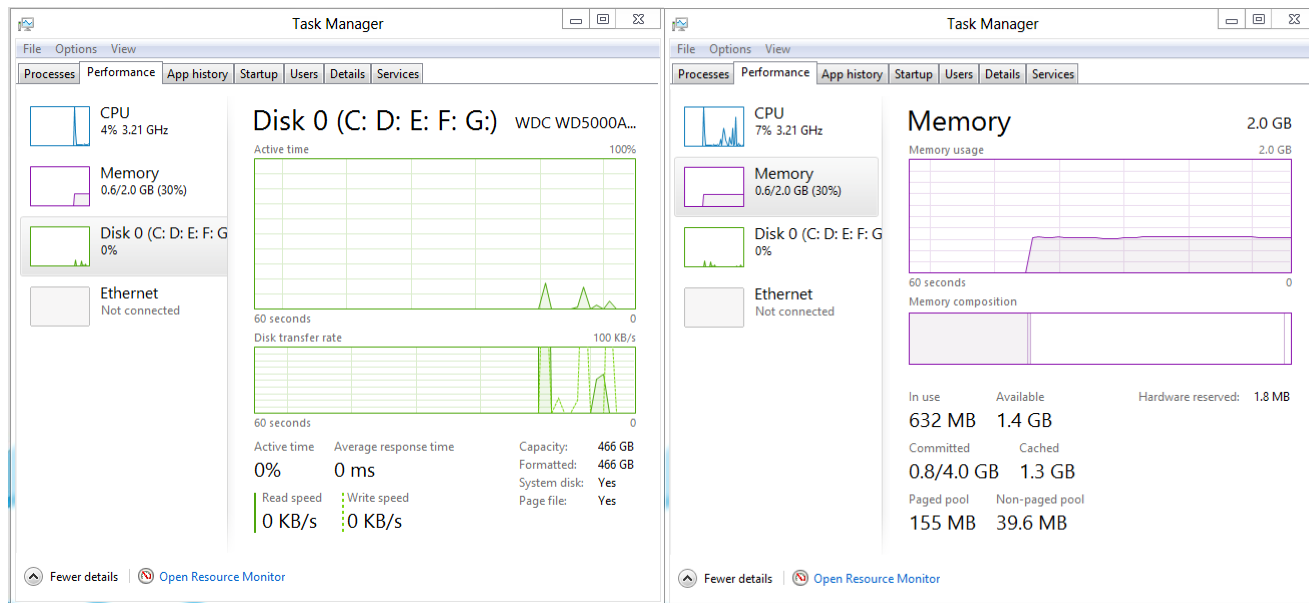 Task Manager
File Options View
Processes Performance App history Startup Users Details Services
CPU
4% 3.21 GHz
Memory
0.6/2.0 GB (30%)
Disk 0 (C: D: E: F: G
0%
Ethernet
Not connected
Disk 0 (C: D: E: F: G:) WDC WD5000A...
Active time 100%
60 seconds 0
Disk transfer rate 100 KB/s
60 seconds 0
Active time Average response time
0% 0 ms
Read speed Write speed
0 KB/s 0 KB/s
Capacity: 466 GB
Formatted: 466 GB
System disk: Yes
Page file: Yes
Fewer details Open Resource Monitor
Task Manager
File Options View
Processes Performance App history Startup Users Details Services
CPU
7% 3.21 GHz
Memory
0.6/2.0 GB (30%)
Disk 0 (C: D: E: F: G
0%
Ethernet
Not connected
Memory 2.0 GB
Memory usage 2.0 GB
60 seconds 0
Memory composition
In use Available Hardware reserved: 1.8 MB
632 MB 1.4 GB
Committed Cached
0.8/4.0 GB 1.3 GB
Paged pool Non-paged pool
155 MB 39.6 MB
Fewer details Open Resource Monitor